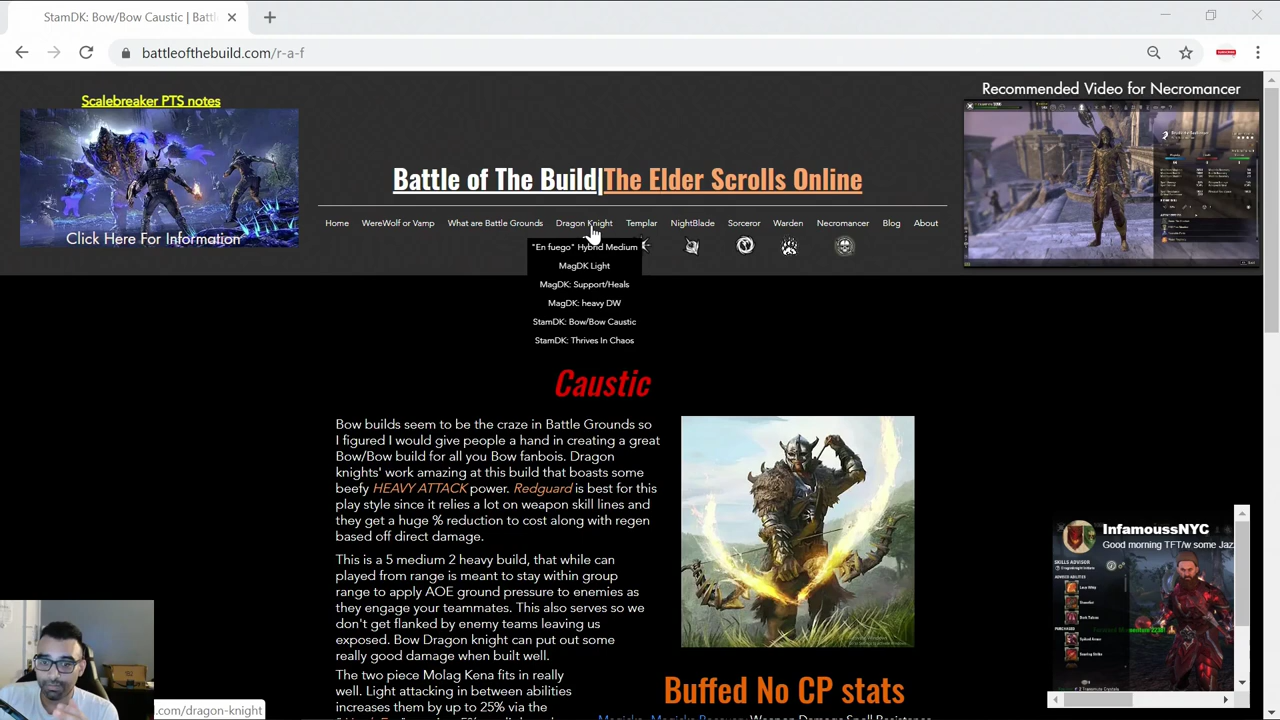 StamDK: Bow/Bow Caustic | Battl
battleofthebuild.com/r-a-f
Scalebreaker PTS notes
Click Here For Information
Recommended Video for Necromancer
Battle of The Build|The Elder Scrolls Online
Home WereWolf or Vamp What Battle Grounds Dragon Knight Templar NightBlade Warden Necromancer Blog About
"En fuego" Hybrid Medium
MagDK Light
MagDK: Support/Heals
MagDK: heavy DW
StamDK: Bow/Bow Caustic
StamDK: Thrives In Chaos
Caustic
Bow builds seem to be the craze in Battle Grounds so
I figured I would give people a hand in creating a great
Bow/Bow build for all you Bow fanbois. Dragon
knights' work amazing at this build that boasts some
beefy HEAVY ATTACK power. Redguard is best for this
play style since it relies a lot on weapon skill lines and
they get a huge % reduction to cost along with regen
based off direct damage.
This is a 5 medium 2 heavy build, that while can
played from range is meant to stay within group
range apply AOE ground pressure to enemies as
they engage your teammates. This also serves so we
don't get flanked by enemy teams leaving us
exposed. Dragon knight can put out some
really good damage when built well.
The two piece Molag Kena fits in really
well. Light attacking in between abilities
increases them by up to 25% via the
Buffed No CP stats
Magicka, Magicka Recovery, Weapon Damage Spell Resistance
InfamoussNYC
Good morning TFT/w some Jaz
SKILLS ADVISOR
.com/dragon-knight